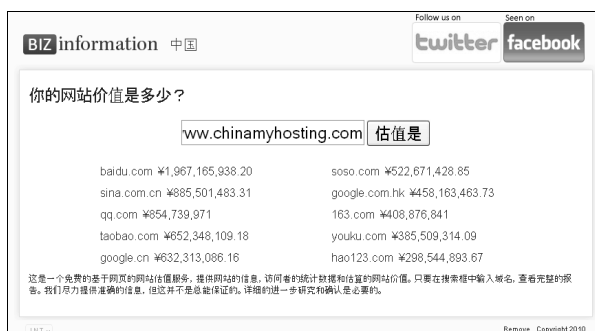 Follow us on
Seen on
BIZ information 中国
twitter
facebook
你的网站价值是多少？
ww.chinamyhosting.com 估值是
baidu.com ¥1,967,165,938.20
soso.com ¥522,671,428.85
sina.com.cn ¥885,501,483.31
google.com.hk ¥458,163,463.73
qq.com ¥854,739,971
163.com ¥408,876,841
taobao.com ¥652,348,109.18
youku.com ¥385,509,314.09
google.cn ¥632,313,086.16
hao123.com ¥298,544,893.67
这是一个免费的基于网页的网站估值服务，提供网站的信息，访问者的统计数据和估算的网站价值。只要在搜索框中输入域名，查看完整的报
告。我们尽力提供准确的信息，但这并不是总能保证的。详细的进一步研究和确认是必要的。
Remove Copyright 2010